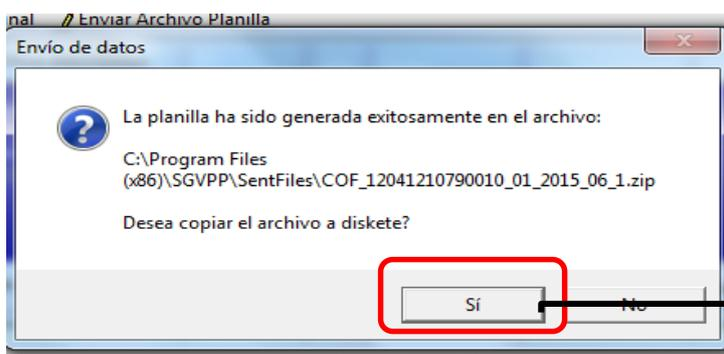 nal Enviar Archivo Planilla
Envío de datos
La planilla ha sido generada exitosamente en el archivo:
C:\Program Files
(x86)\SGVPP\SentFiles\COF_12041210790010_01_2015_06_1.zip
Desea copiar el archivo a diskete?
Sí No